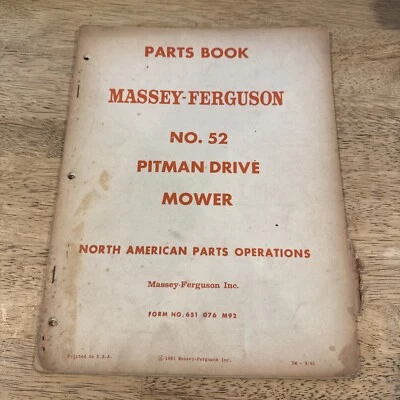 PARTS BOOK
MASSEY-FERGUSON
NO. 52
PITMAN DRIVE
MOWER
NORTH AMERICAN PARTS OPERATIONS
Massey-Ferguson Inc.
FORM NO. 651 076 M92
Printed in U.S.A.
© 1961 Massey-Ferguson Inc.